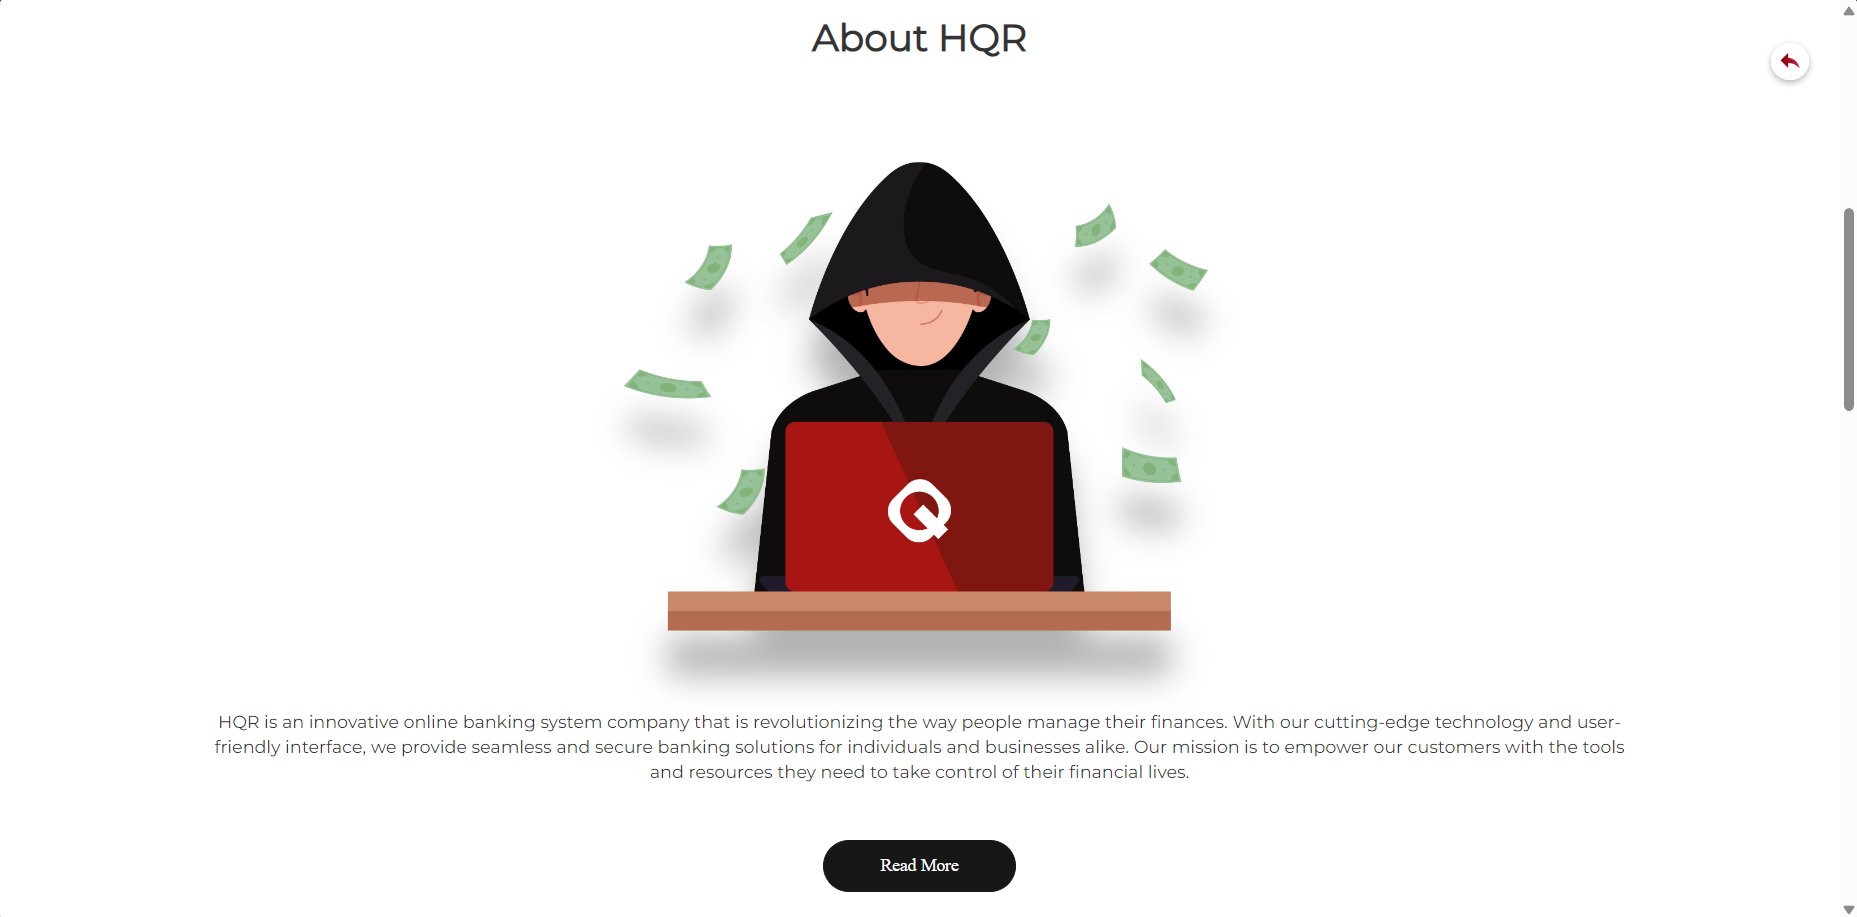 About HQR
Q
HQR is an innovative online banking system company that is revolutionizing the way people manage their finances. With our cutting-edge technology and user-
friendly interface, we provide seamless and secure banking solutions for individuals and businesses alike. Our mission is to empower our customers with the tools
and resources they need to take control of their financial lives.
Read More